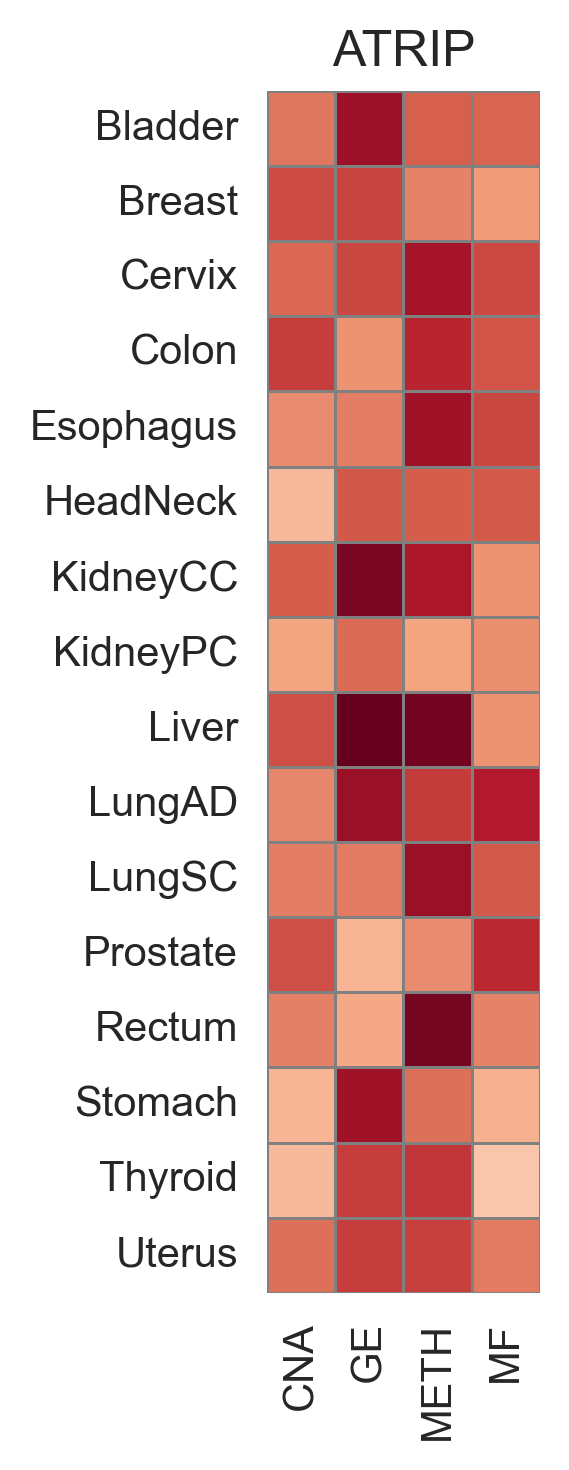 ATRIP
Bladder
Breast
Cervix
Colon
Esophagus
HeadNeck
KidneyCC
KidneyPC
Liver
LungAD
LungSC
Prostate
Rectum
Stomach
Thyroid
Uterus
CNA
GE
METH
MF